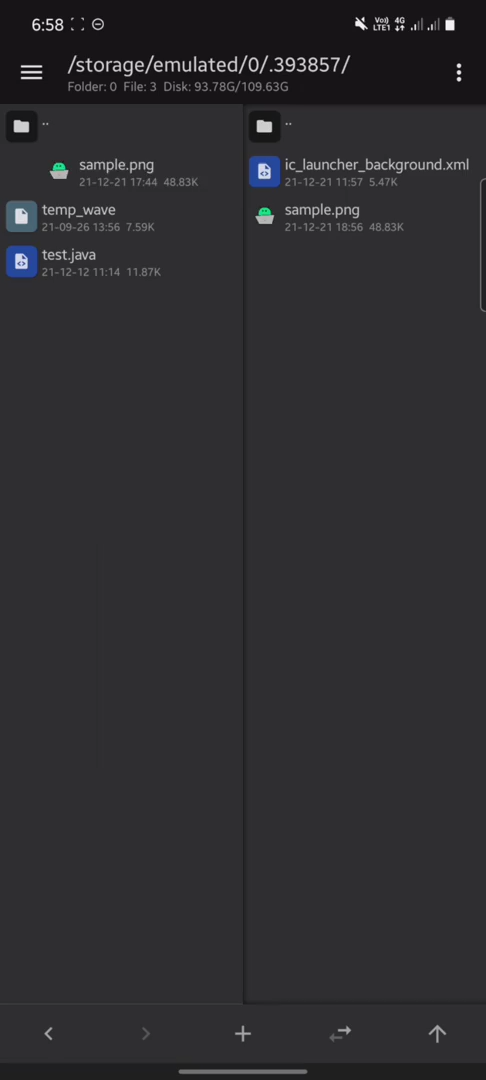 6:58
Vo)) 4G
LTE1
/storage/emulated/0/.393857/
Folder: 0 File: 3 Disk: 93.78G/109.63G
..
sample.png
21-12-21 17:44 48.83K
temp_wave
21-09-26 13:56 7.59K
test.java
21-12-12 11:14 11.87K
..
ic_launcher_background.xml
21-12-21 11:57 5.47K
sample.png
21-12-21 18:56 48.83K